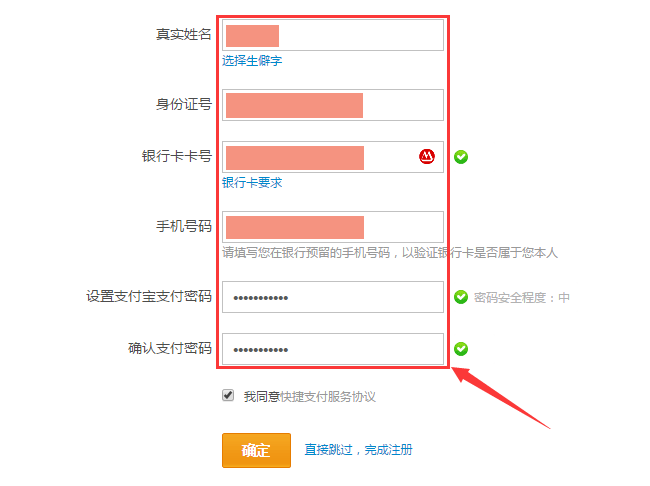 真实姓名
选择生僻字
身份证号
银行卡卡号
银行卡要求
手机号码
请填写您在银行预留的手机号码，以验证银行卡是否属于您本人
设置支付宝支付密码 ●●●●●●●●●●● 密码安全程度：中
确认支付密码 ●●●●●●●●●●●
我同意快捷支付服务协议
确定 直接跳过，完成注册